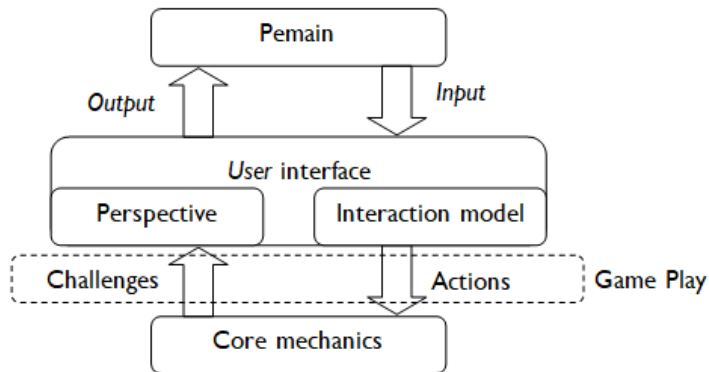 Pemain
Output
Input
User interface
Perspective
Interaction model
Challenges
Actions
Game Play
Core mechanics